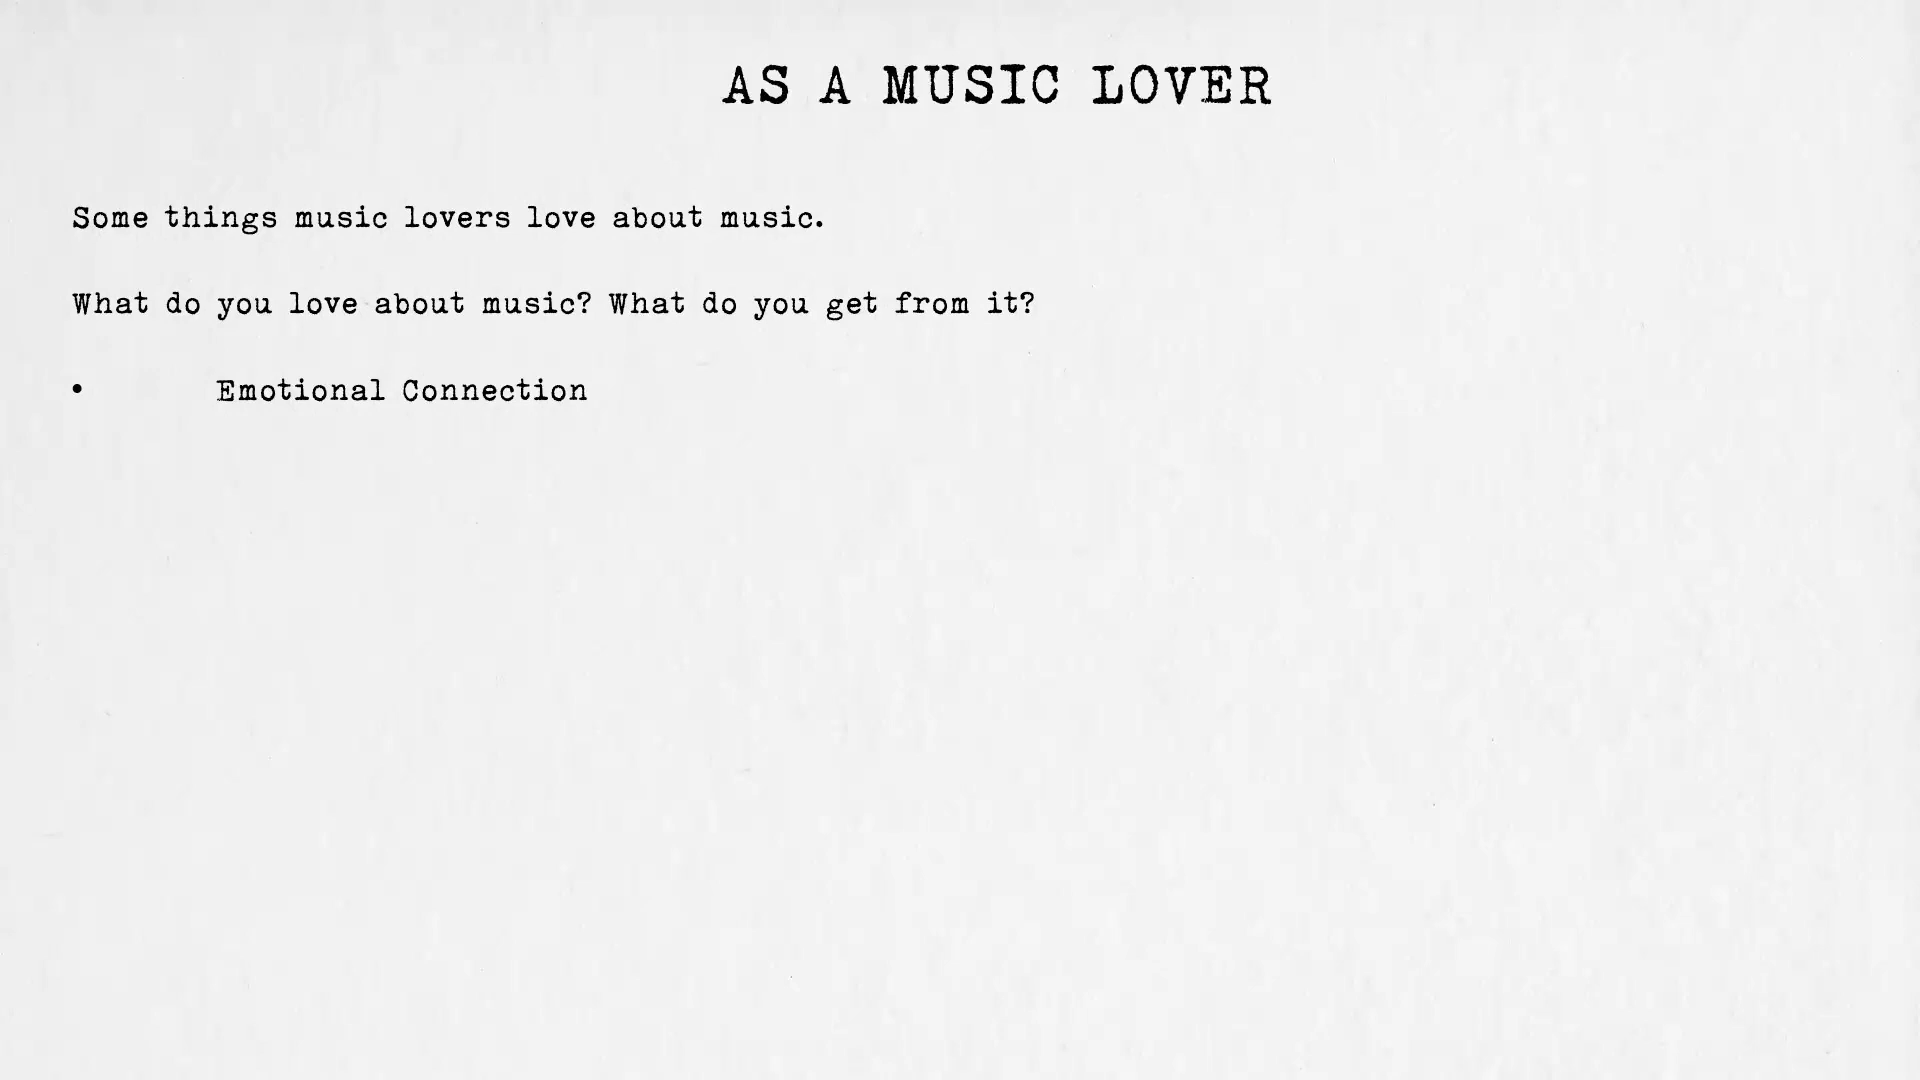 AS A MUSIC LOVER
Some things music lovers love about music.
What do you love about music? What do you get from it?
• Emotional Connection